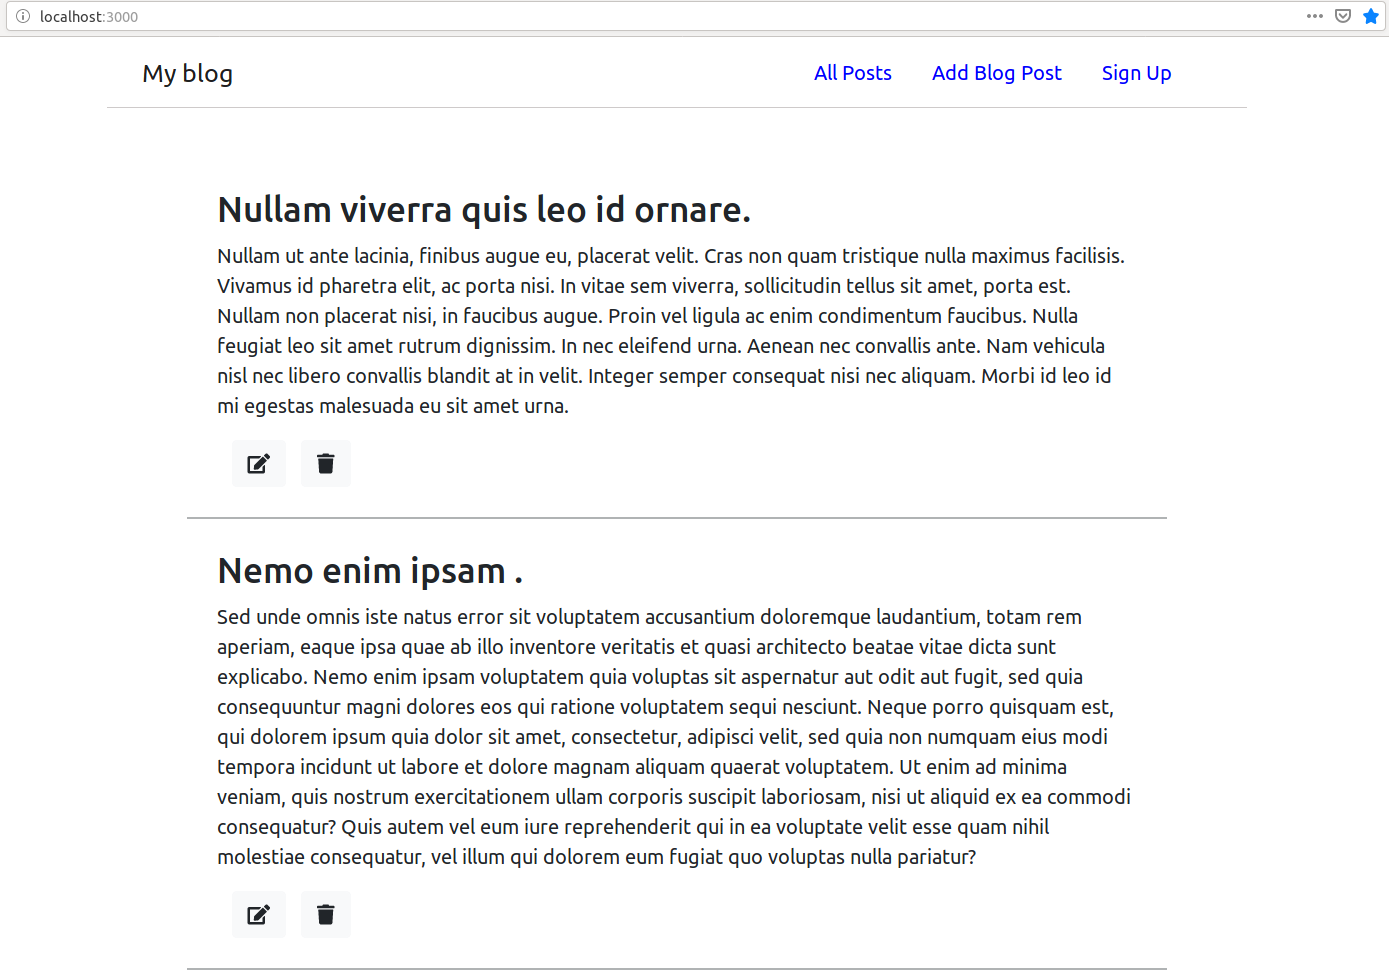 localhost:3000
My blog
All Posts
Add Blog Post
Sign Up
Nullam viverra quis leo id ornare.
Nullam ut ante lacinia, finibus augue eu, placerat velit. Cras non quam tristique nulla maximus facilisis.
Vivamus id pharetra elit, ac porta nisi. In vitae sem viverra, sollicitudin tellus sit amet, porta est.
Nullam non placerat nisi, in faucibus augue. Proin vel ligula ac enim condimentum faucibus. Nulla
feugiat leo sit amet rutrum dignissim. In nec eleifend urna. Aenean nec convallis ante. Nam vehicula
nisl nec libero convallis blandit at in velit. Integer semper consequat nisi nec aliquam. Morbi id leo id
mi egestas malesuada eu sit amet urna.
Nemo enim ipsam .
Sed unde omnis iste natus error sit voluptatem accusantium doloremque laudantium, totam rem
aperiam, eaque ipsa quae ab illo inventore veritatis et quasi architecto beatae vitae dicta sunt
explicabo. Nemo enim ipsam voluptatem quia voluptas sit aspernatur aut odit aut fugit, sed quia
consequuntur magni dolores eos qui ratione voluptatem sequi nesciunt. Neque porro quisquam est,
qui dolorem ipsum quia dolor sit amet, consectetur, adipisci velit, sed quia non numquam eius modi
tempora incidunt ut labore et dolore magnam aliquam quaerat voluptatem. Ut enim ad minima
veniam, quis nostrum exercitationem ullam corporis suscipit laboriosam, nisi ut aliquid ex ea commodi
consequatur? Quis autem vel eum iure reprehenderit qui in ea voluptate velit esse quam nihil
molestiae consequatur, vel illum qui dolorem eum fugiat quo voluptas nulla pariatur?